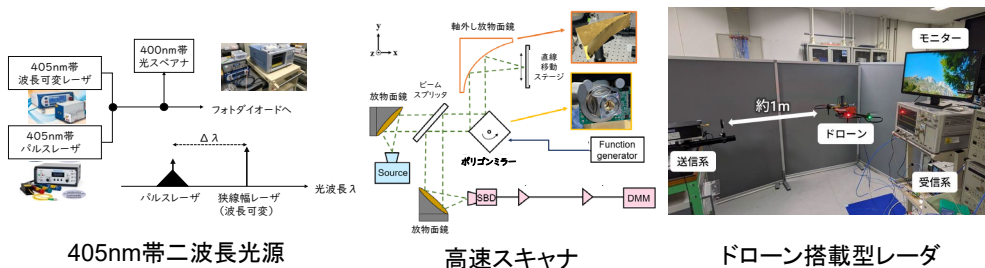 400nm帯
光スペアナ
405nm帯
波長可変レーザ
フォトダイオードへ
405nm帯
パルスレーザ
Δλ
光波長λ
パルスレーザ
狭線幅レーザ
(波長可変)
405nm帯二波長光源
y
z
x
軸外し放物面鏡
直線
移動
ステージ
ビーム
スプリッタ
放物面鏡
ポリゴンミラー
Function
generator
Source
SBD
DMM
放物面鏡
高速スキャナ
モニター
約1m
ドローン
送信系
受信系
ドローン搭載型レーダ